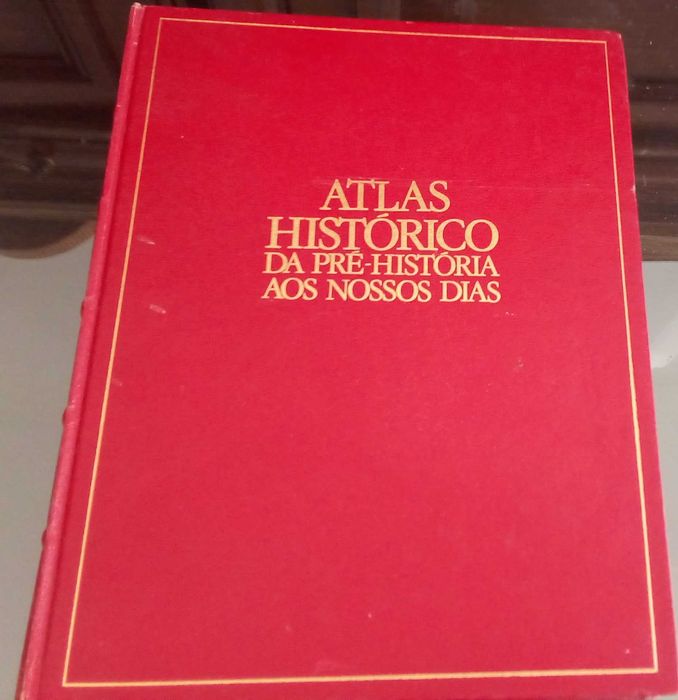 ATLAS
HISTÓRICO
DA PRÉ-HISTÓRIA
AOS NOSSOS DIAS